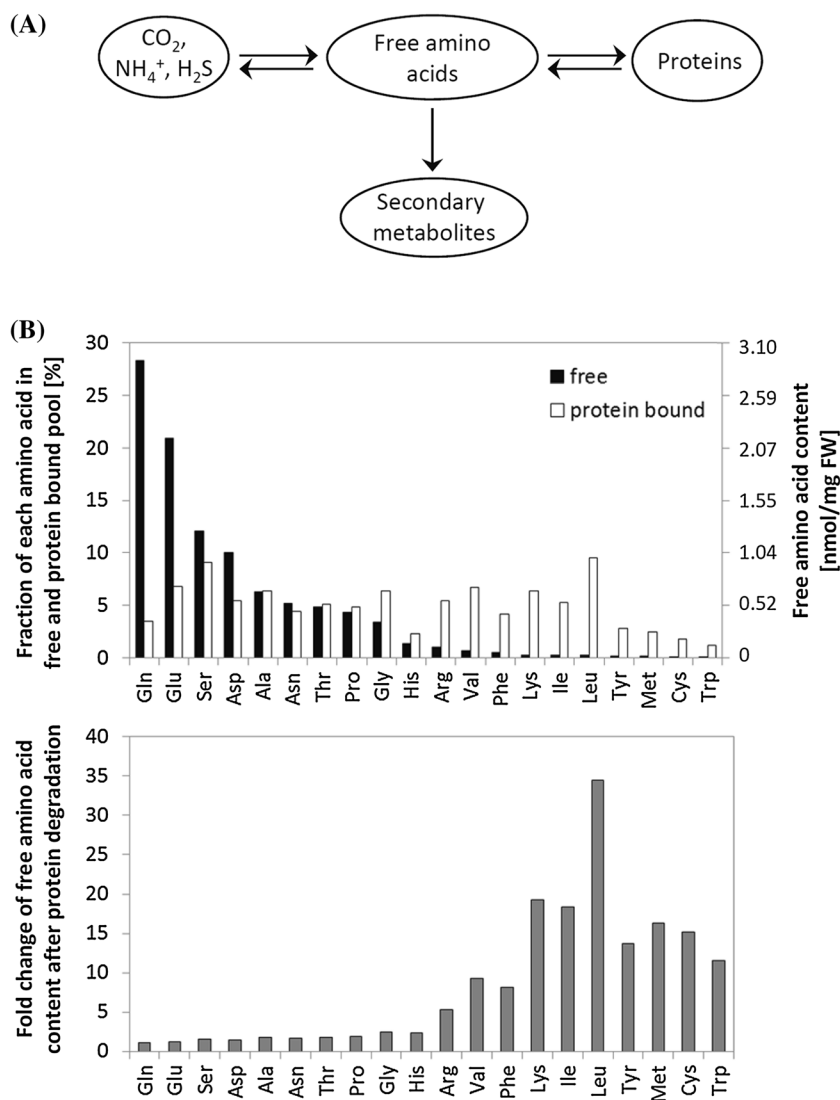 (A)
CO2,
NH4+, H2S
Free amino
acids
Proteins
Secondary
metabolites
(B)
Fraction of each amino acid in
free and protein bound pool [%]
30
25
20
15
10
5
0
free
protein bound
3.10
2.59
2.07
1.55
1.04
0.52
0
Free amino acid content
[nmol/mg FW]
Gln Glu Ser Asp Ala Asn Thr Pro Gly His Arg Val Phe Lys Ile Leu Tyr Met Cys Trp
Fold change of free amino acid
content after protein degradation
40
35
30
25
20
15
10
5
0
Gln Glu Ser Asp Ala Asn Thr Pro Gly His Arg Val Phe Lys Ile Leu Tyr Met Cys Trp